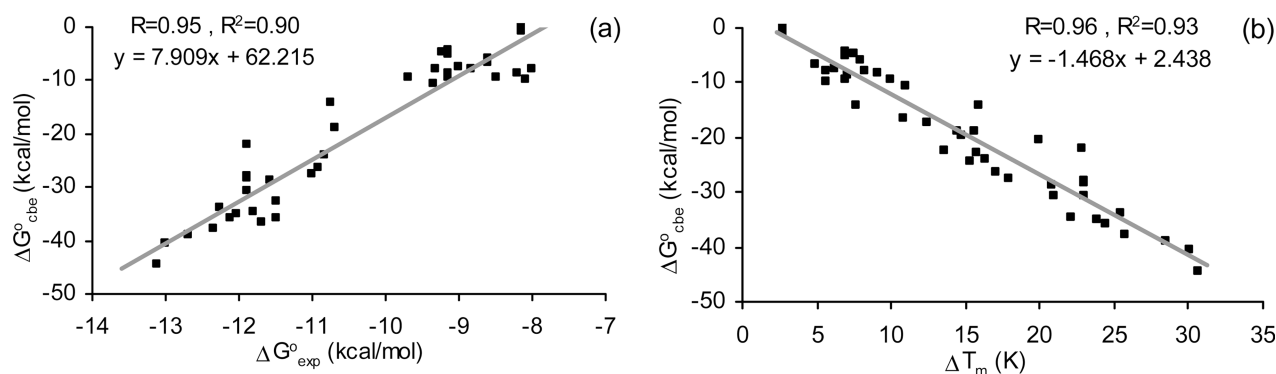 R=0.95 , R²=0.90
y = 7.909x + 62.215
(a)
0
-10
-20
-30
-40
-50
ΔG°cbe (kcal/mol)
-14 -13 -12 -11 -10 -9 -8 -7
ΔG°exp (kcal/mol)
R=0.96 , R²=0.93
y = -1.468x + 2.438
(b)
0
-10
-20
-30
-40
-50
ΔG°cbe (kcal/mol)
0 5 10 15 20 25 30 35
ΔTm (K)